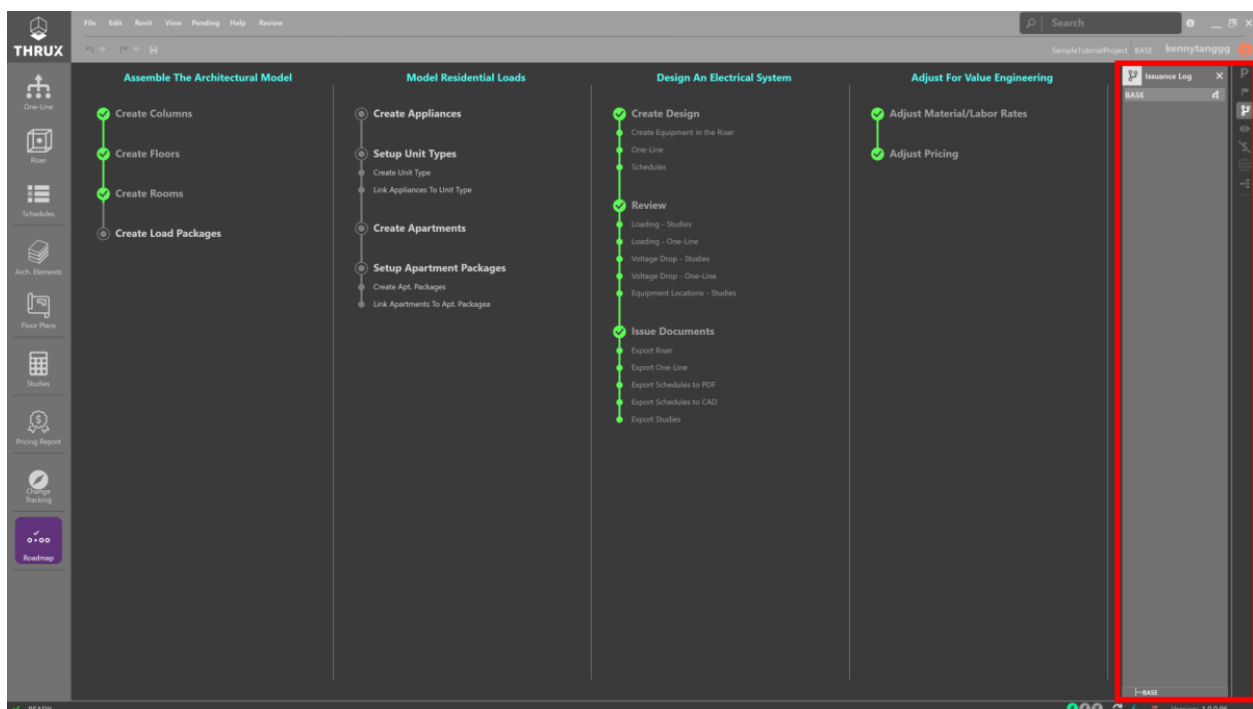 File Edit Revit View Pending Help Review
Search
THRUX
SampleTutorialProject BASE kennytanggg
One-Line
Riser
Schedules
Arch. Elements
Floor Plans
Studies
Pricing Report
Change
Tracking
Roadmap
Assemble The Architectural Model
Create Columns
Create Floors
Create Rooms
Create Load Packages
Model Residential Loads
Create Appliances
Setup Unit Types
Create Unit Type
Link Appliances To Unit Type
Create Apartments
Setup Apartment Packages
Create Apt. Packages
Link Apartments To Apt. Packagea
Design An Electrical System
Create Design
Create Equipment in the Riser
One-Line
Schedules
Review
Loading - Studies
Loading - One-Line
Voltage Drop - Studies
Voltage Drop - One-Line
Equipment Locations - Studies
Issue Documents
Export Riser
Export One-Line
Export Schedules to PDF
Export Schedules to CAD
Export Studies
Adjust For Value Engineering
Adjust Material/Labor Rates
Adjust Pricing
Issuance Log
BASE
P
BASE
READY